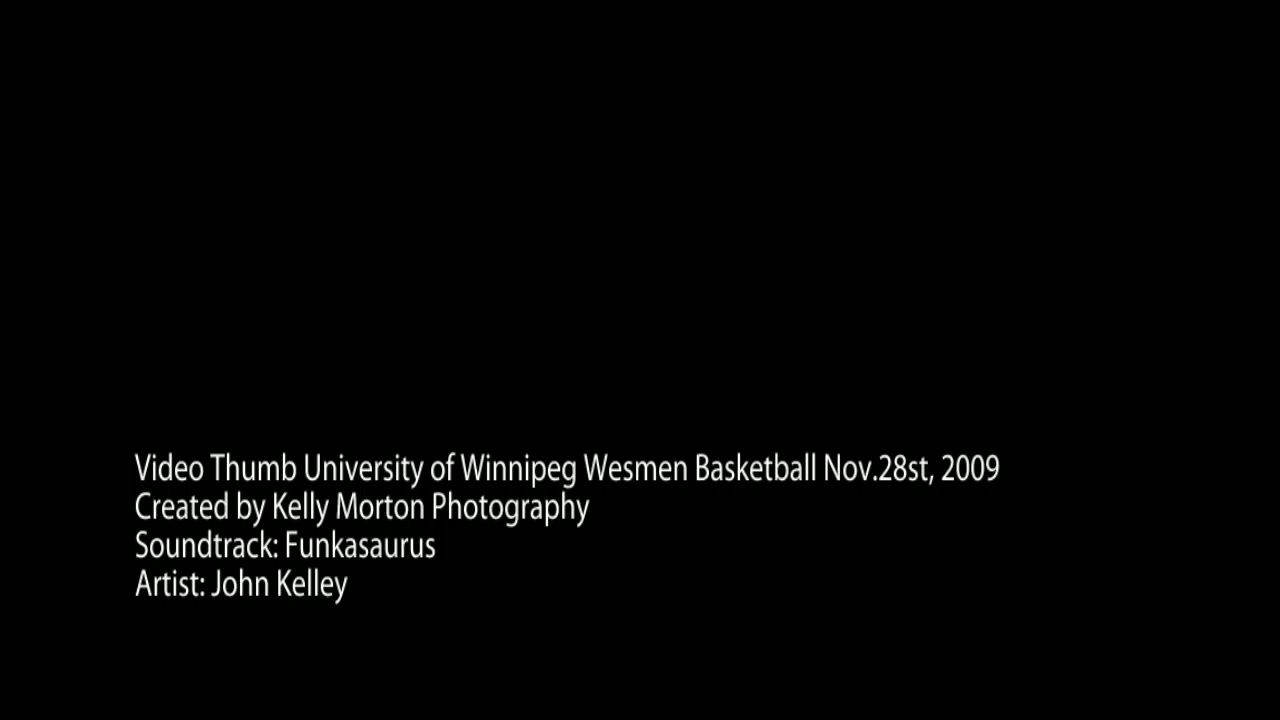 Video Thumb University of Winnipeg Wesmen Basketball Nov.28st, 2009
Created by Kelly Morton Photography
Soundtrack: Funkasaurus
Artist: John Kelley